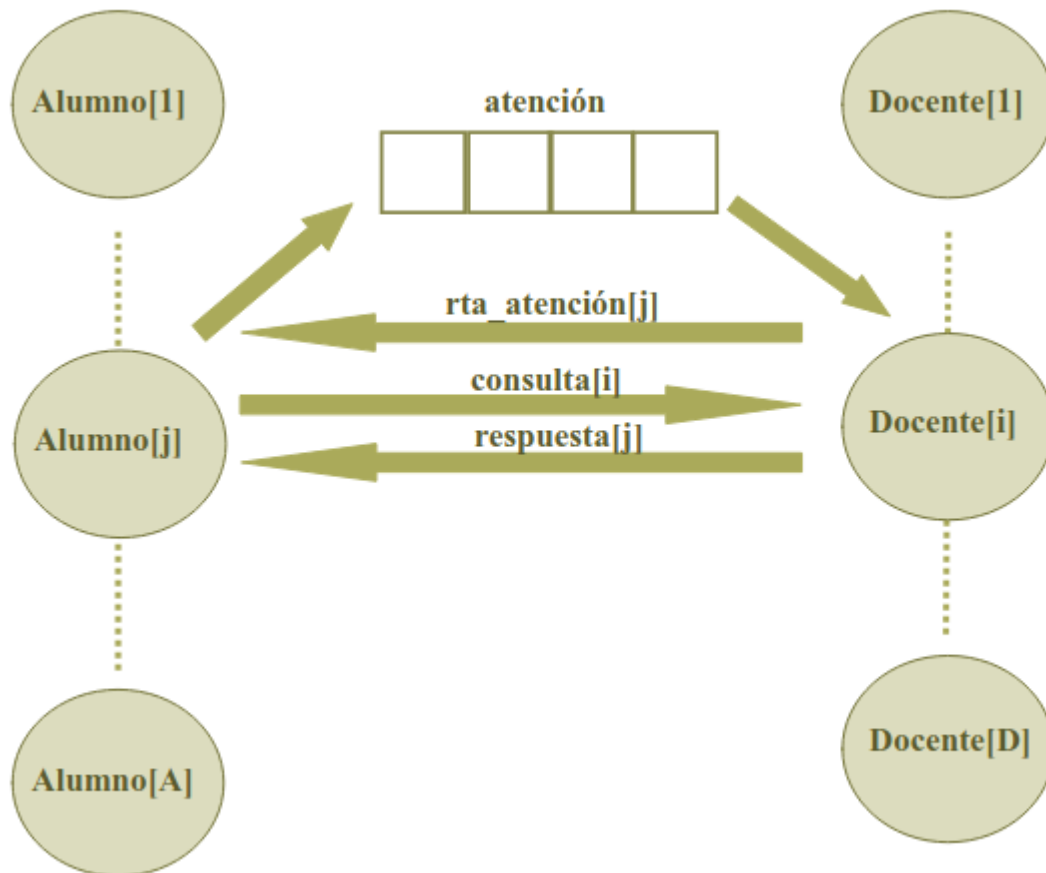 Alumno[1]
atención
Docente[1]
rta_atención[j]
consulta[i]
respuesta[j]
Alumno[j]
Docente[i]
Alumno[A]
Docente[D]